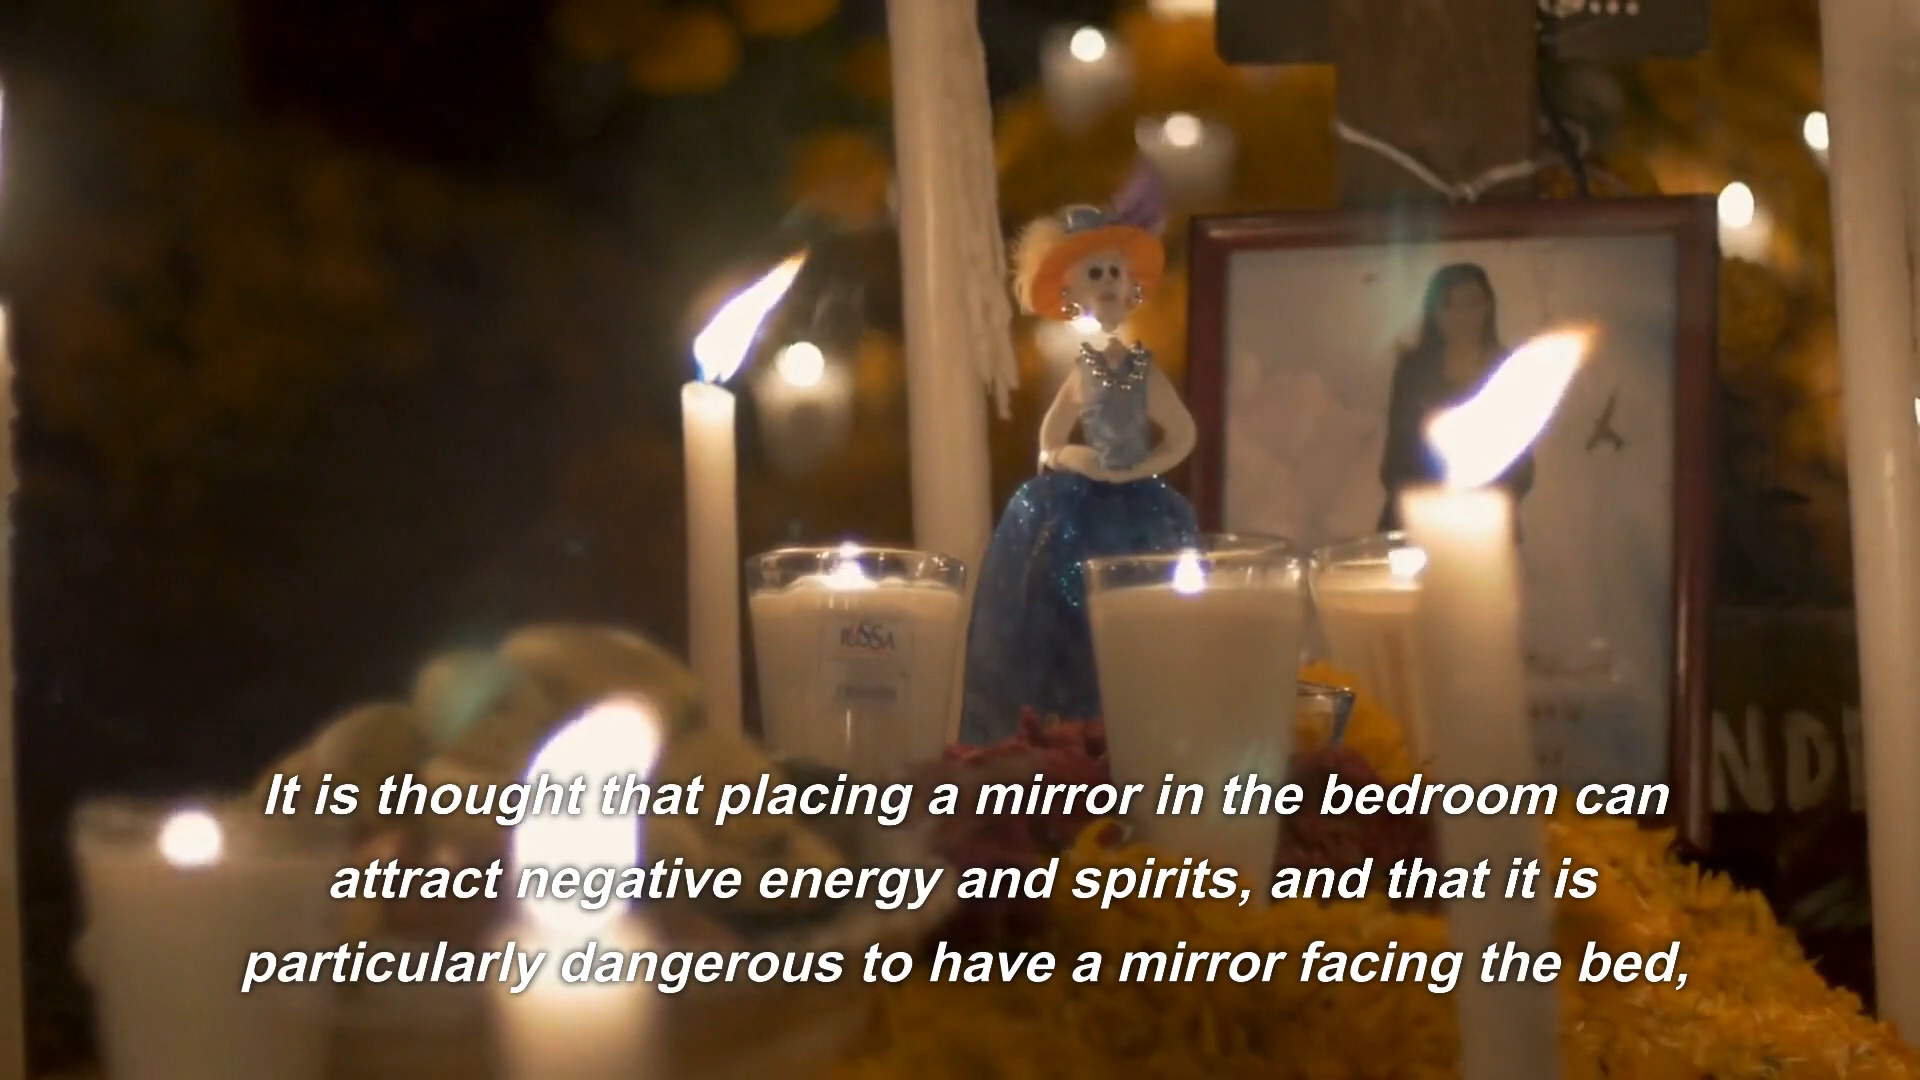 It is thought that placing a mirror in the bedroom can
attract negative energy and spirits, and that it is
particularly dangerous to have a mirror facing the bed,